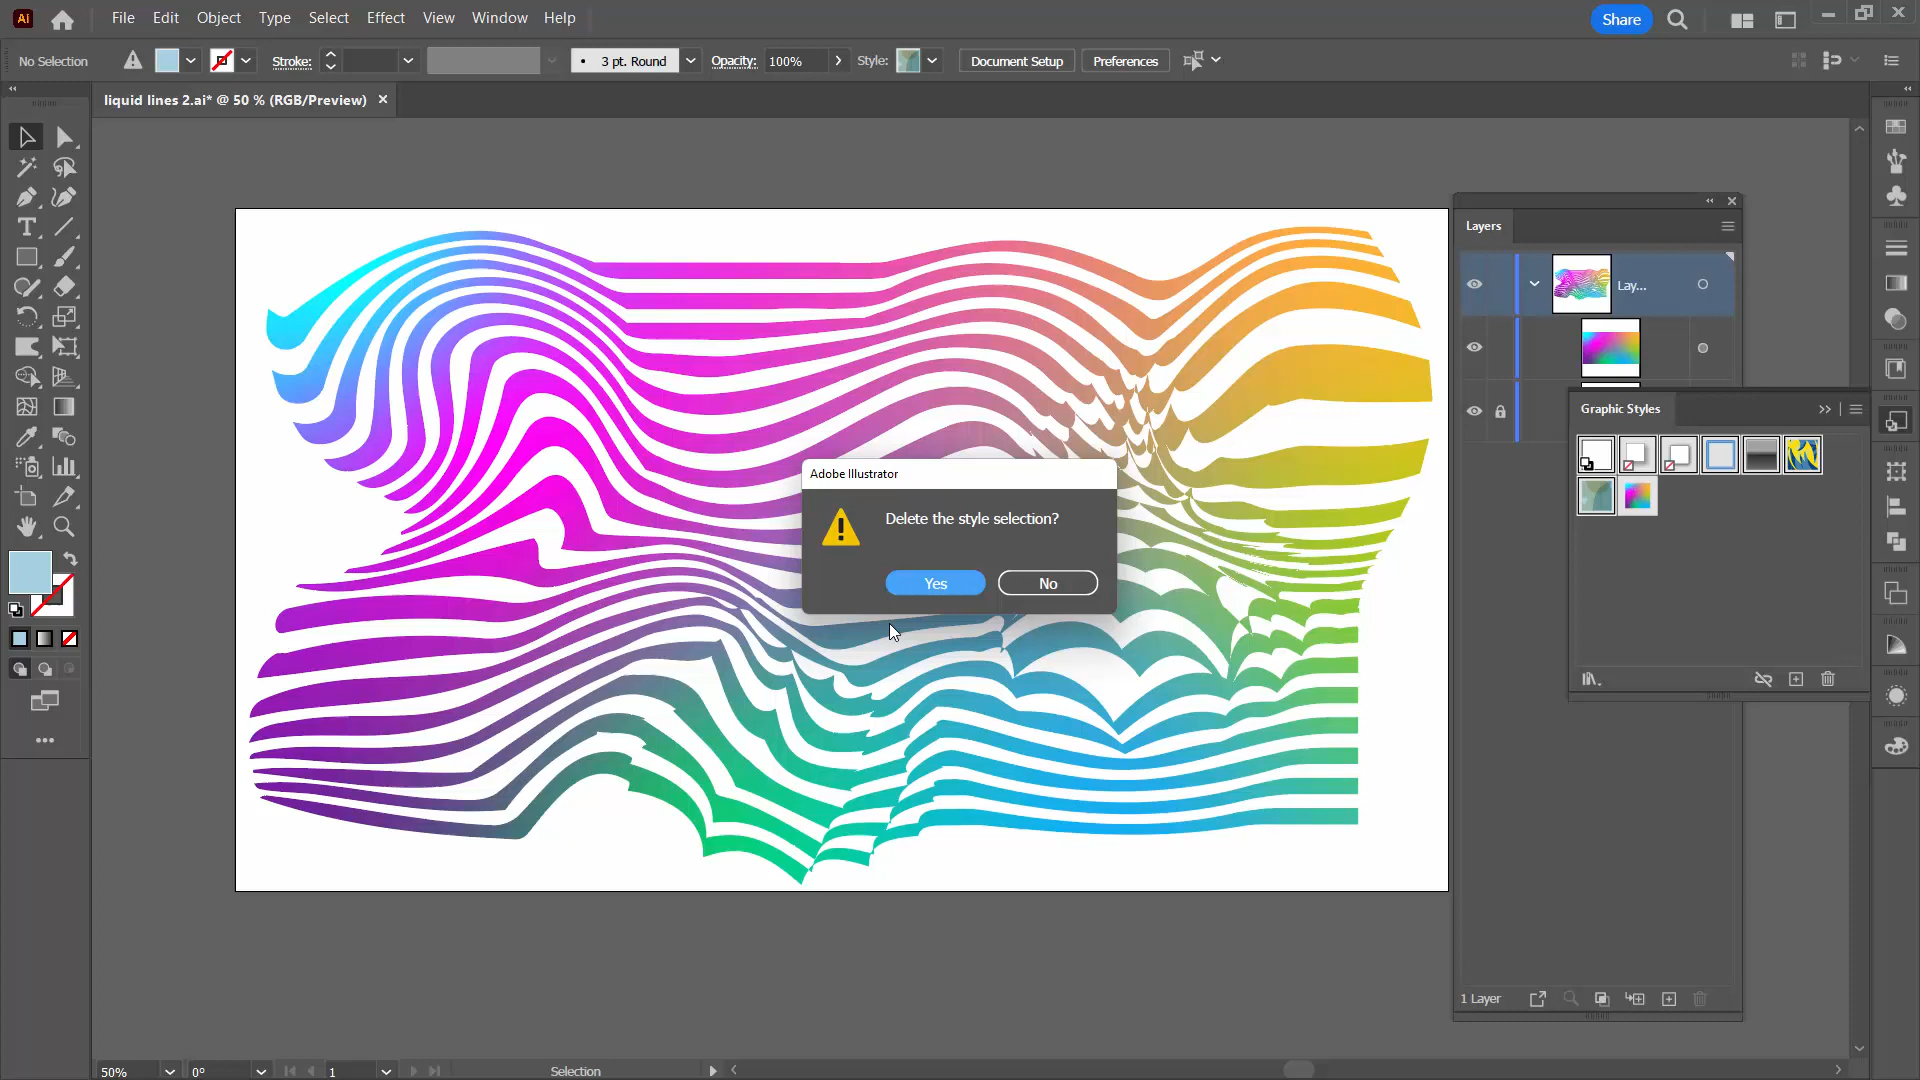 Ai
File Edit Object Type Select Effect View Window Help
Share
No Selection
Stroke:
3 pt. Round
Opacity: 100%
Style:
Document Setup
Preferences
liquid lines 2.ai* @ 50 % (RGB/Preview)
Layers
Lay...
Graphic Styles
Adobe Illustrator
Delete the style selection?
Yes
No
1 Layer
50%
0°
1
Selection